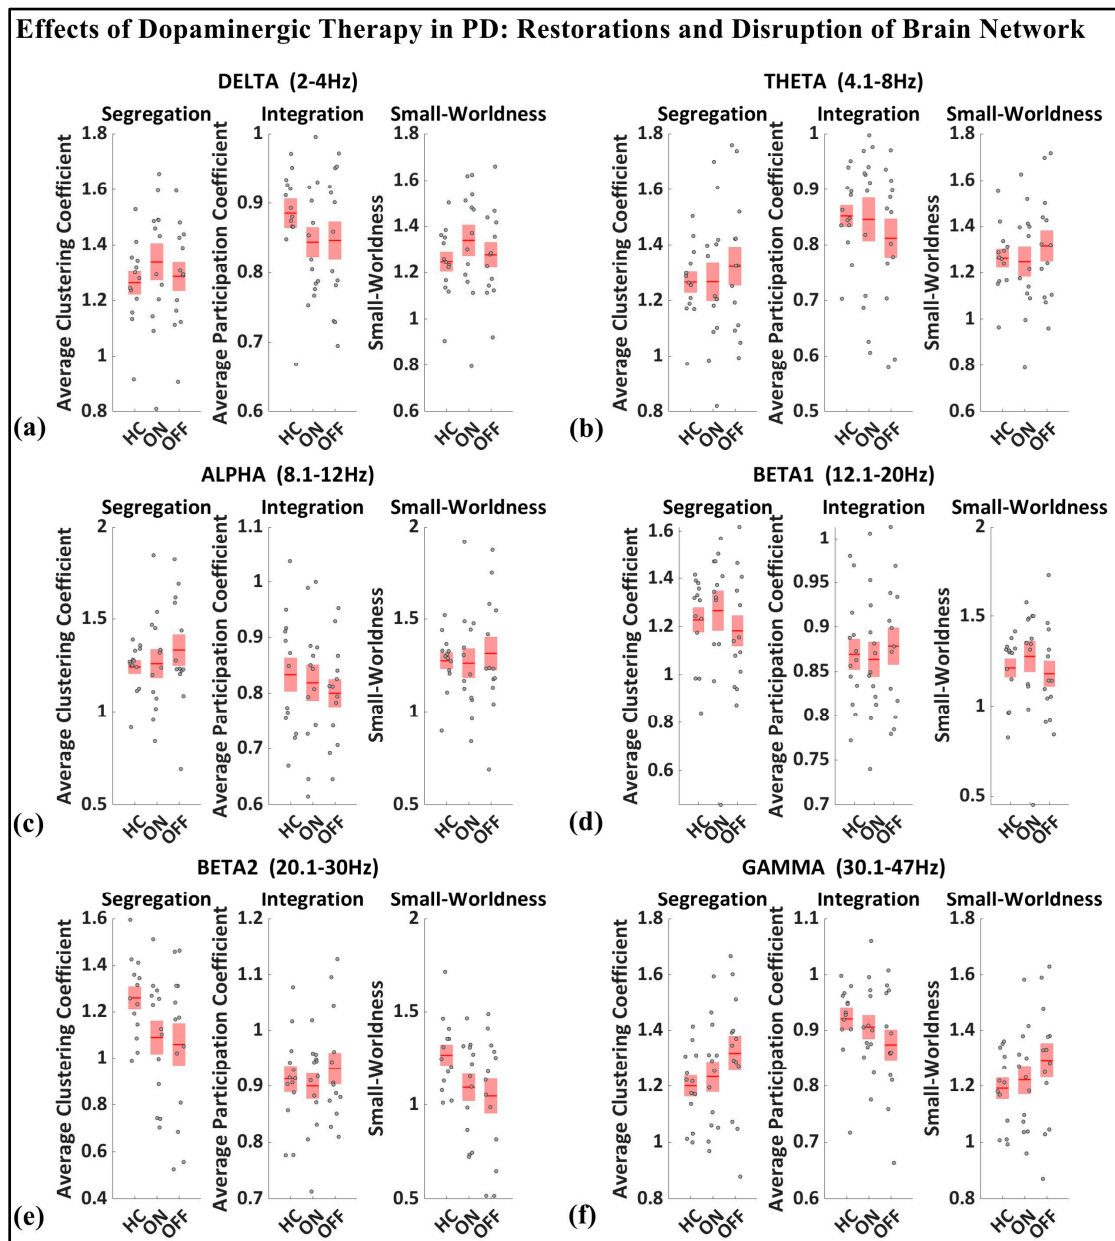 Effects of Dopaminergic Therapy in PD: Restorations and Disruption of Brain Network
DELTA (2-4Hz)
Segregation
Average Clustering Coefficient
1.8
1.6
1.4
1.2
1
0.8
HC
ON
OFF
Integration
Average Participation Coefficient
1
0.9
0.8
0.7
0.6
HC
ON
OFF
Small-Worldness
Small-Worldness
1.8
1.6
1.4
1.2
1
0.8
0.6
HC
ON
OFF
(a)
THETA (4.1-8Hz)
Segregation
Average Clustering Coefficient
1.8
1.6
1.4
1.2
1
0.8
HC
ON
OFF
Integration
Average Participation Coefficient
1
0.9
0.8
0.7
0.6
0.5
HC
ON
OFF
Small-Worldness
Small-Worldness
1.8
1.6
1.4
1.2
1
0.8
0.6
HC
ON
OFF
(b)
ALPHA (8.1-12Hz)
Segregation
Average Clustering Coefficient
2
1.5
1
0.5
HC
ON
OFF
Integration
Average Participation Coefficient
1.1
1
0.9
0.8
0.7
0.6
HC
ON
OFF
Small-Worldness
Small-Worldness
2
1.5
1
0.5
HC
ON
OFF
(c)
BETA1 (12.1-20Hz)
Segregation
Average Clustering Coefficient
1.6
1.4
1.2
1
0.8
0.6
HC
ON
OFF
Integration
Average Participation Coefficient
1
0.95
0.9
0.85
0.8
0.75
0.7
HC
ON
OFF
Small-Worldness
Small-Worldness
2
1.5
1
0.5
HC
ON
OFF
(d)
BETA2 (20.1-30Hz)
Segregation
Average Clustering Coefficient
1.6
1.4
1.2
1
0.8
0.6
0.4
HC
ON
OFF
Integration
Average Participation Coefficient
1.2
1.1
1
0.9
0.8
0.7
HC
ON
OFF
Small-Worldness
Small-Worldness
2
1.5
1
0.5
HC
ON
OFF
(e)
GAMMA (30.1-47Hz)
Segregation
Average Clustering Coefficient
1.8
1.6
1.4
1.2
1
0.8
HC
ON
OFF
Integration
Average Participation Coefficient
1.1
1
0.9
0.8
0.7
0.6
HC
ON
OFF
Small-Worldness
Small-Worldness
1.8
1.6
1.4
1.2
1
0.8
HC
ON
OFF
(f)